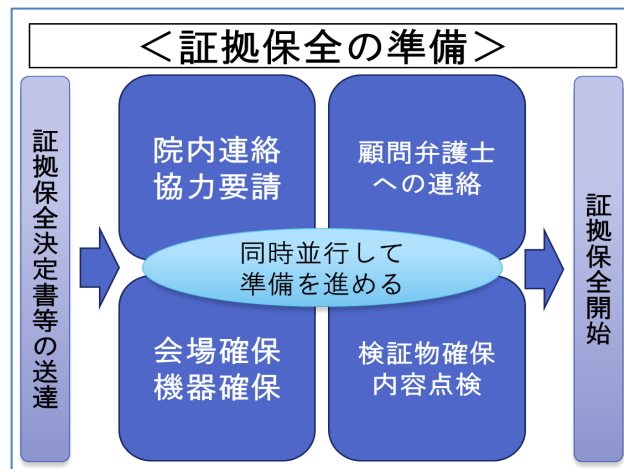 ＜証拠保全の準備＞
証拠保全決定書等の送達
院内連絡
協力要請
顧問弁護士
への連絡
同時並行して
準備を進める
会場確保
機器確保
検証物確保
内容点検
証拠保全開始